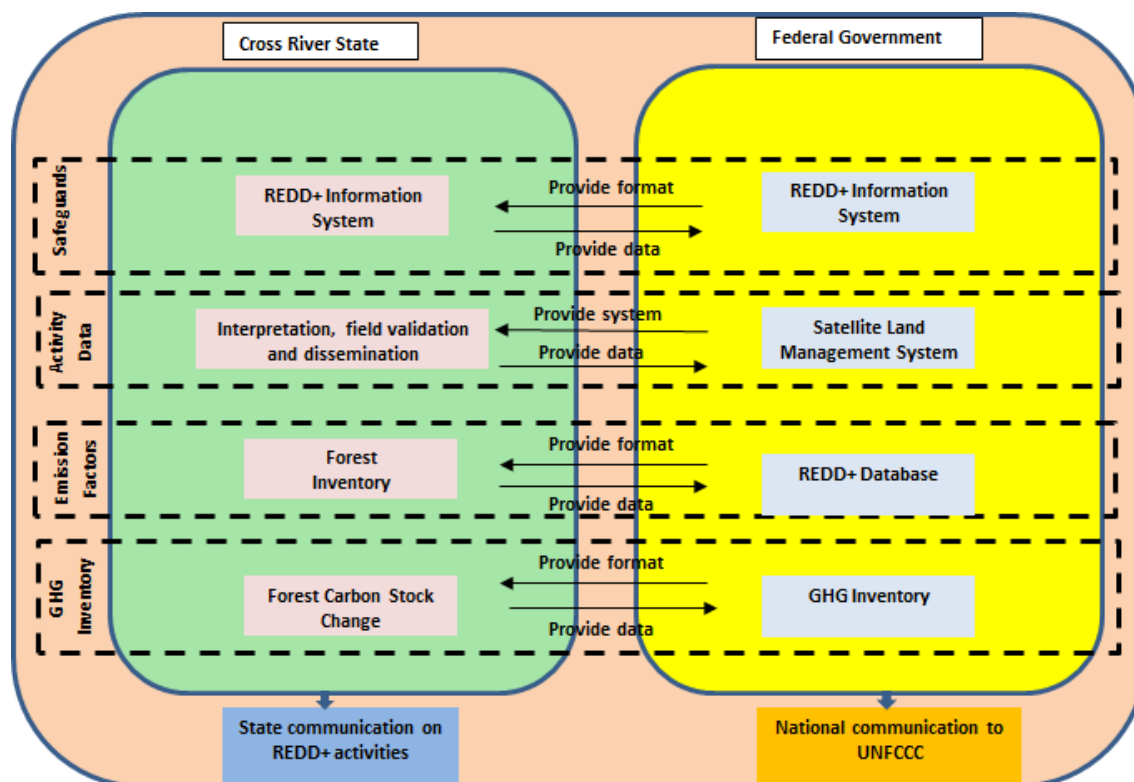 Cross River State
Federal Government
Safeguards
REDD+ Information
System
Provide format
Provide data
REDD+ Information
System
Activity
Data
Interpretation, field validation
and dissemination
Provide system
Provide data
Satellite Land
Management System
Emission
Factors
Forest
Inventory
Provide format
Provide data
REDD+ Database
GHG
Inventory
Forest Carbon Stock
Change
Provide format
Provide data
GHG Inventory
State communication on
REDD+ activities
National communication to
UNFCCC